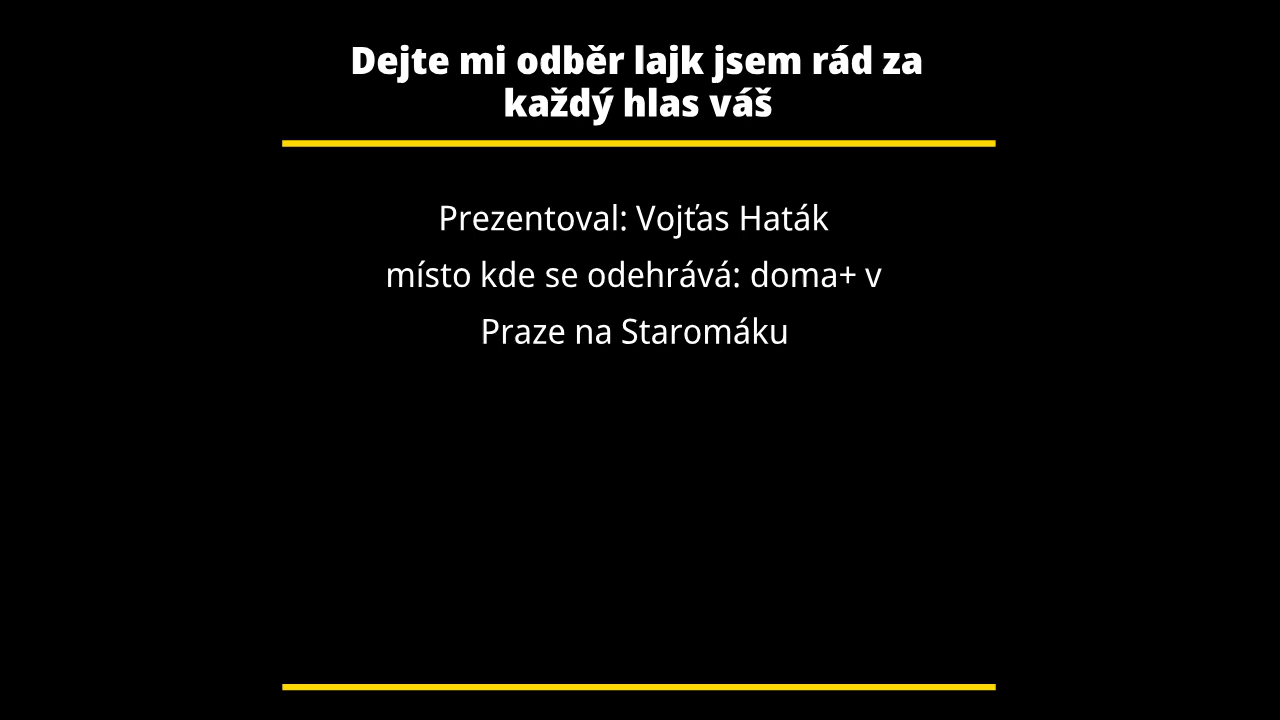 Dejte mi odběr lajk jsem rád za
každý hlas váš
Prezentoval: Vojťas Haták
místo kde se odehrává: doma+ v
Praze na Staromáku